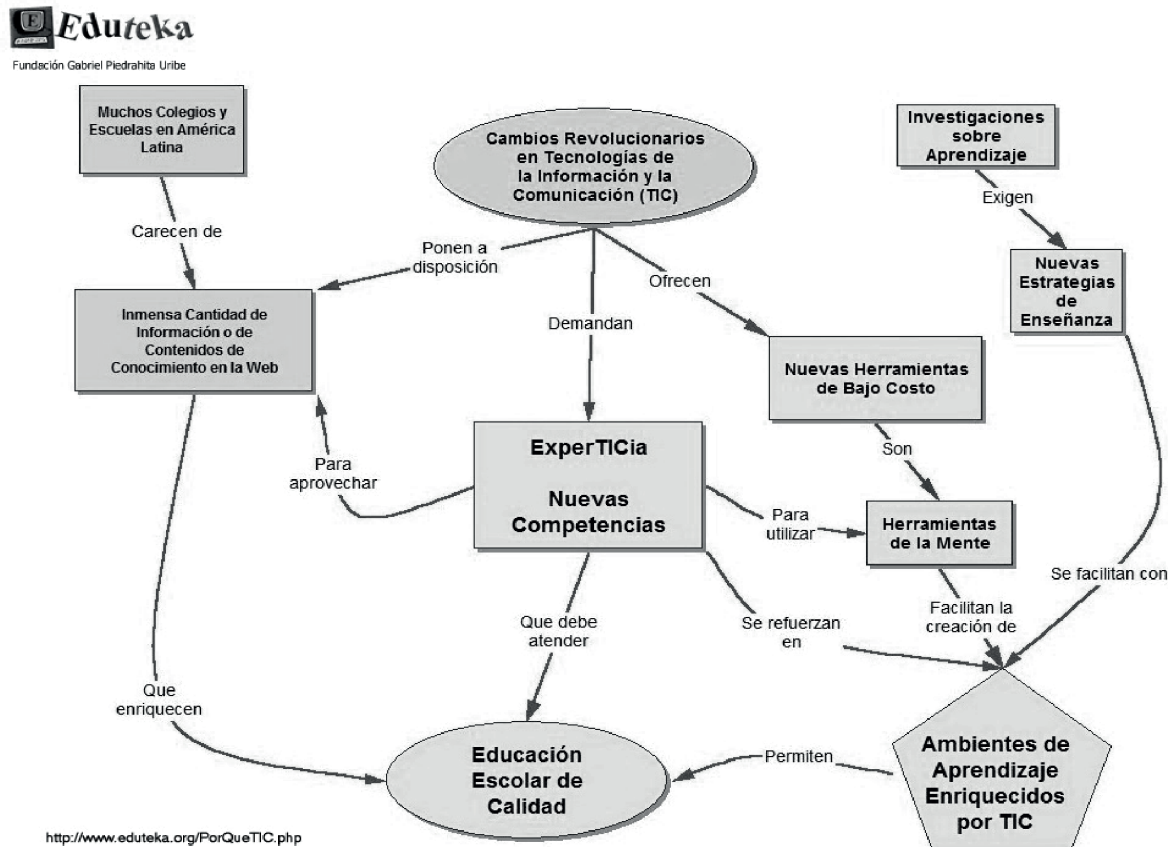 Eduteka
Fundación Gabriel Piedrahita Uribe
Muchos Colegios y
Escuelas en América
Latina
Cambios Revolucionarios
en Tecnologías de
la Información y la
Comunicación (TIC)
Investigaciones
sobre
Aprendizaje
Carecen de
Ponen a
disposición
Exigen
Ofrecen
Demandan
Nuevas
Estrategias
de
Enseñanza
Inmensa Cantidad de
Información o de
Contenidos de
Conocimiento en la Web
Nuevas Herramientas
de Bajo Costo
Son
Para
aprovechar
ExperTICia
Nuevas
Competencias
Para
utilizar
Herramientas
de la Mente
Se facilitan con
Que debe
atender
Se refuerzan
en
Facilitan la
creación de
Que
enriquecen
Educación
Escolar de
Calidad
Permiten
Ambientes de
Aprendizaje
Enriquecidos
por TIC
http://www.eduteka.org/PorQueTIC.php